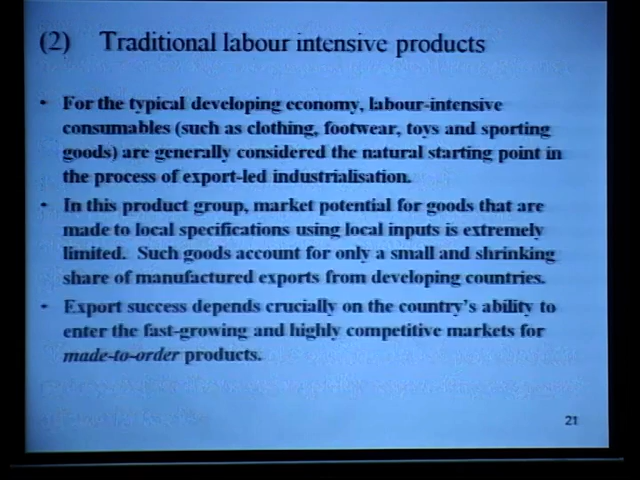 (2) Traditional labour intensive products
• For the typical developing economy, labour-intensive
consumables (such as clothing, footwear, toys and sporting
goods) are generally considered the natural starting point in
the process of export-led industrialisation.
• In this product group, market potential for goods that are
made to local specifications using local inputs is extremely
limited. Such goods account for only a small and shrinking
share of manufactured exports from developing countries.
• Export success depends crucially on the country's ability to
enter the fast-growing and highly competitive markets for
made-to-order products.
21